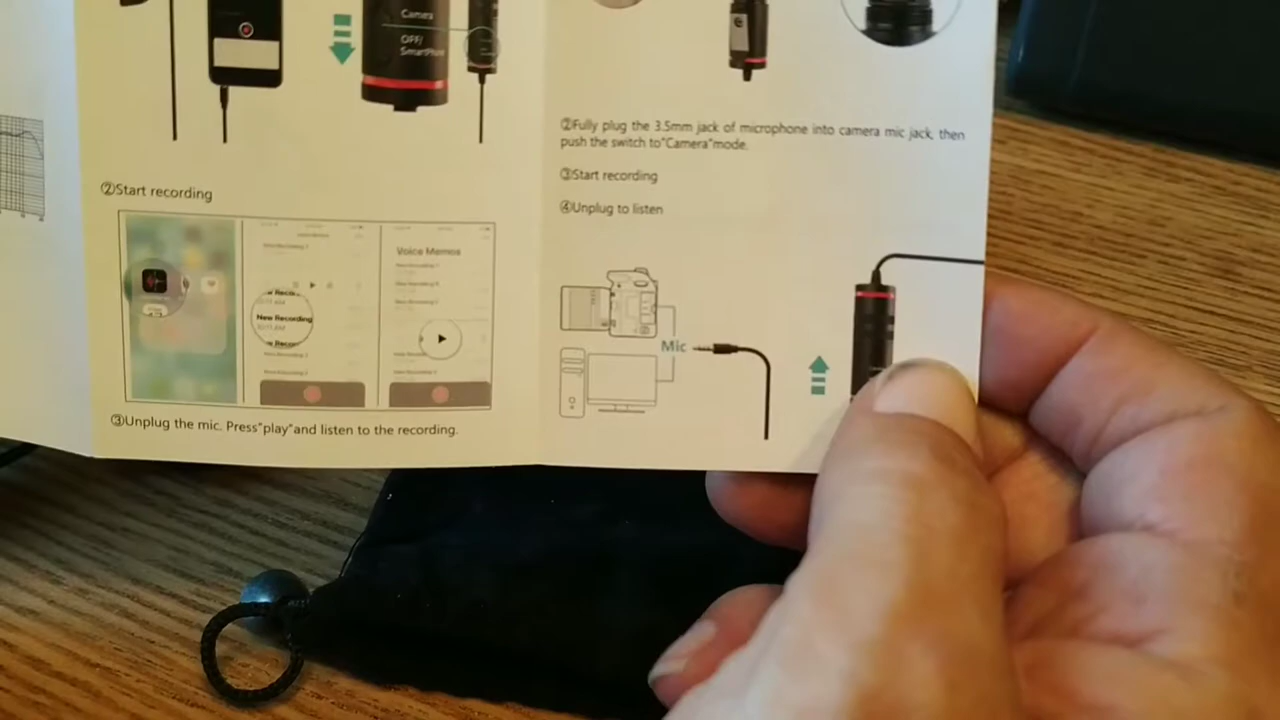 Camera
OFF/
SmartPhone
②Start recording
Voice Memos
New Recording
③Unplug the mic. Press"play"and listen to the recording.
②Fully plug the 3.5mm jack of microphone into camera mic jack, then
push the switch to"Camera"mode.
③Start recording
④Unplug to listen
Mic